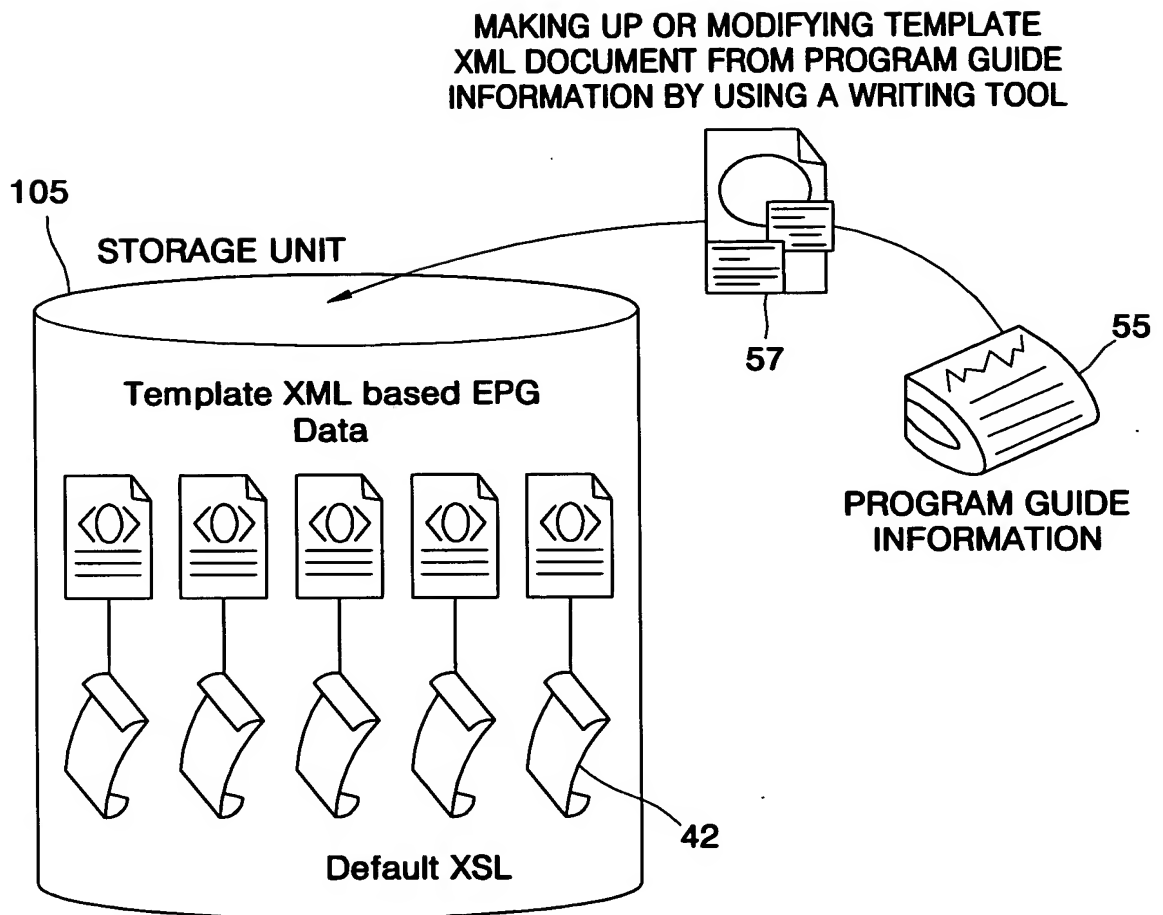 MAKING UP OR MODIFYING TEMPLATE
XML DOCUMENT FROM PROGRAM GUIDE
INFORMATION BY USING A WRITING TOOL
105
STORAGE UNIT
57
55
Template XML based EPG
Data
PROGRAM GUIDE
INFORMATION
42
Default XSL